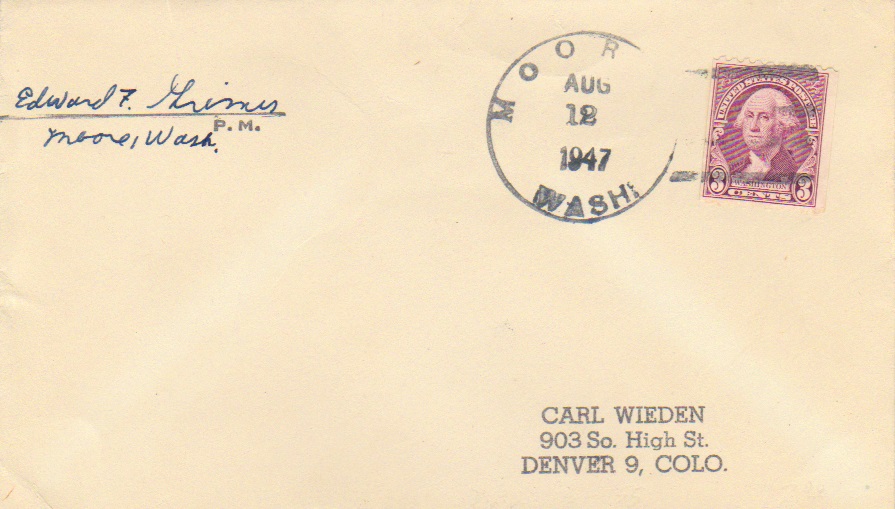 Edward F. Grimes
P. M.
Moore, Wash.
MOOR
AUG
12
1947
WASH.
UNITED STATES POSTAGE
3 WASHINGTON 3
CENTS
CARL WIEDEN
903 So. High St.
DENVER 9, COLO.